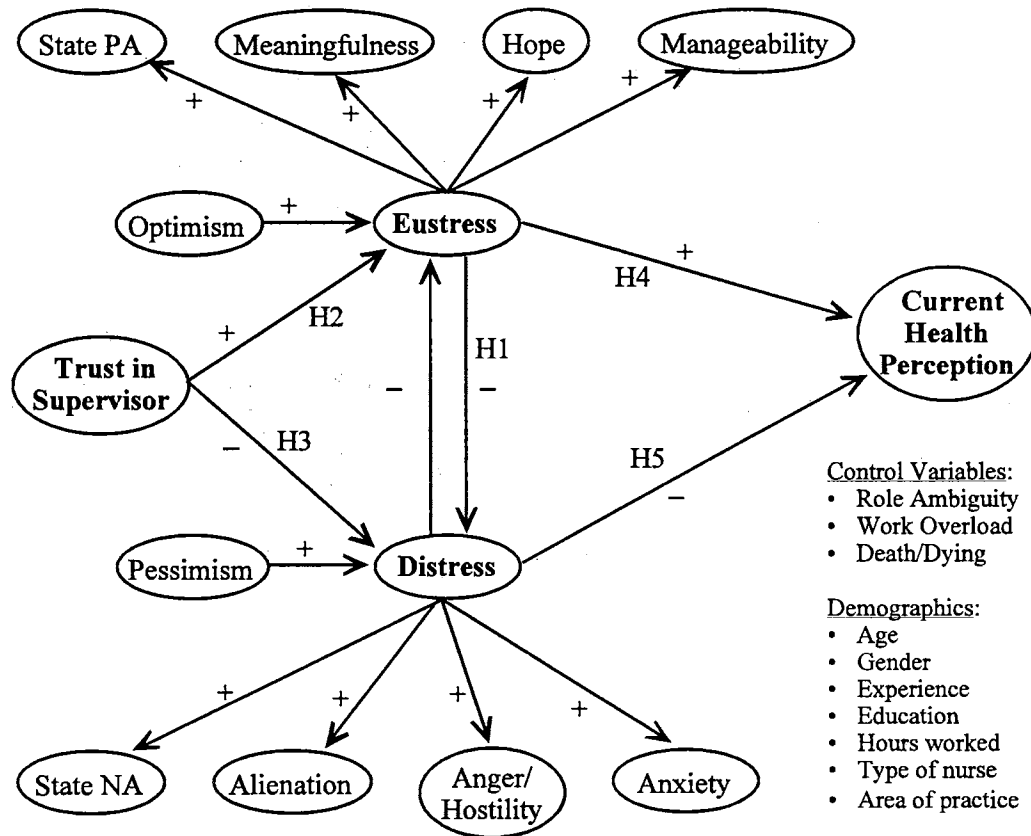 State PA
Meaningfulness
Hope
Manageability
+
+
+
+
Optimism
+
Eustress
+
H4
H2
+
Current
Health
Perception
H1
Trust in
Supervisor
–
–
H3
–
H5
–
Pessimism
+
Distress
+
+
+
+
State NA
Alienation
Anger/
Hostility
Anxiety
Control Variables:
• Role Ambiguity
• Work Overload
• Death/Dying
Demographics:
• Age
• Gender
• Experience
• Education
• Hours worked
• Type of nurse
• Area of practice